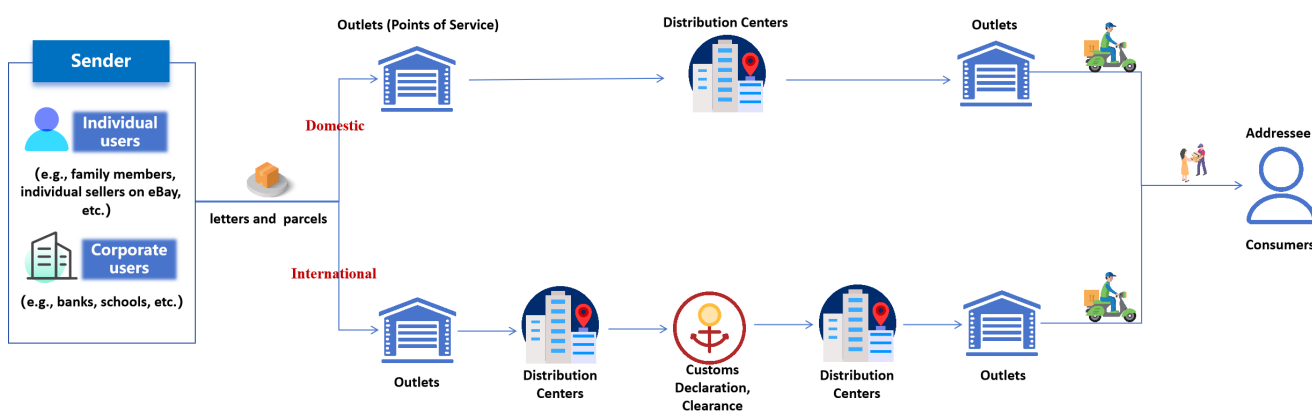 Sender
Individual
users
(e.g., family members,
individual sellers on eBay,
etc.)
Corporate
users
(e.g., banks, schools, etc.)
letters and parcels
Domestic
International
Outlets (Points of Service)
Distribution Centers
Outlets
Outlets
Distribution
Centers
Customs
Declaration,
Clearance
Distribution
Centers
Outlets
Addressee
Consumers